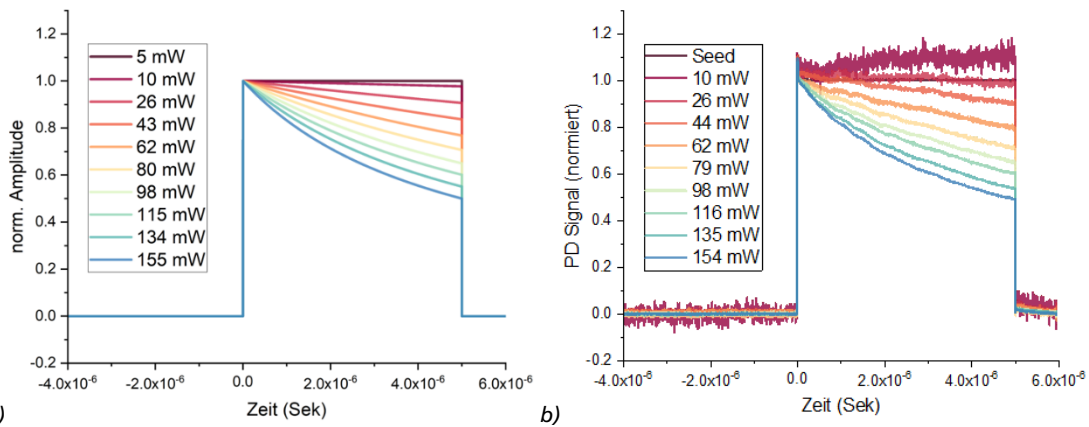 norm. Amplitude
1.2
1.0
0.8
0.6
0.4
0.2
0.0
-0.2
5 mW
10 mW
26 mW
43 mW
62 mW
80 mW
98 mW
115 mW
134 mW
155 mW
-4.0x10⁻⁶
-2.0x10⁻⁶
0.0
2.0x10⁻⁶
4.0x10⁻⁶
6.0x10⁻⁶
Zeit (Sek)
)
PD Signal (normiert)
1.2
1.0
0.8
0.6
0.4
0.2
0.0
-0.2
Seed
10 mW
26 mW
44 mW
62 mW
79 mW
98 mW
116 mW
135 mW
154 mW
-4.0x10⁻⁶
-2.0x10⁻⁶
0.0
2.0x10⁻⁶
4.0x10⁻⁶
6.0x10⁻⁶
Zeit (Sek)
b)